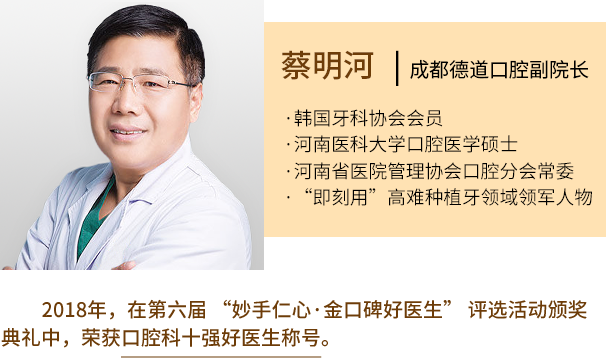 蔡明河 | 成都德道口腔副院长
·韩国牙科协会会员
·河南医科大学口腔医学硕士
·河南省医院管理协会口腔分会常委
·“即刻用”高难种植牙领域领军人物
2018年，在第六届 “妙手仁心·金口碑好医生” 评选活动颁奖
典礼中，荣获口腔科十强好医生称号。